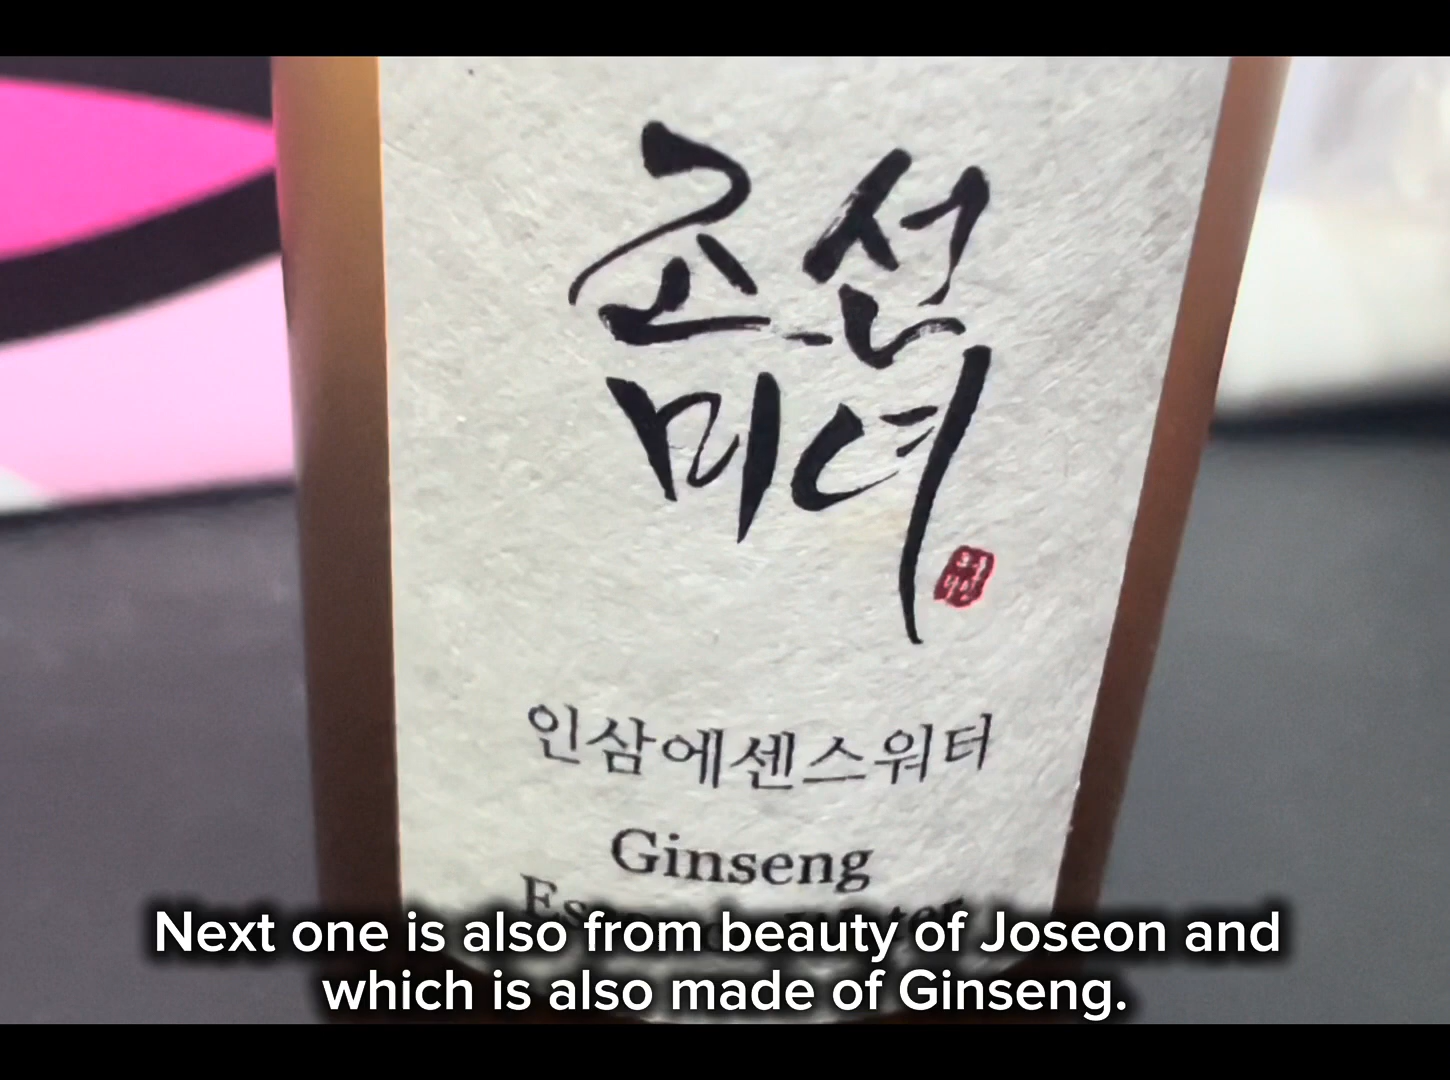 조선
미녀
인삼에센스워터
Ginseng
Next one is also from beauty of Joseon and
which is also made of Ginseng.